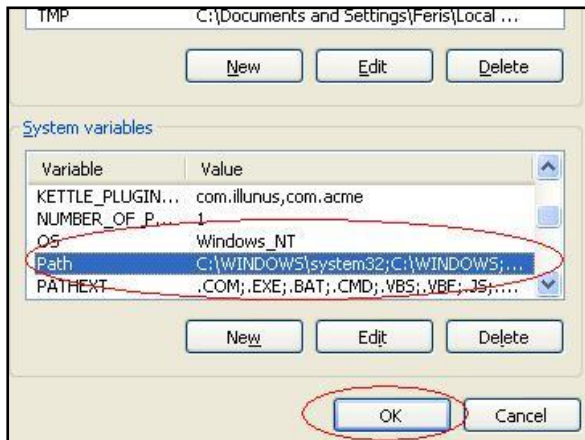 TMP C:\Documents and Settings\Feris\Local ...
New Edit Delete
System variables
Variable Value
KETTLE_PLUGIN... com.illunus,com.acme
NUMBER_OF_P... 1
OS Windows_NT
Path C:\WINDOWS\system32;C:\WINDOWS;...
PATHEXT .COM;.EXE;.BAT;.CMD;.VBS;.VBE;.JS;....
New Edit Delete
OK Cancel